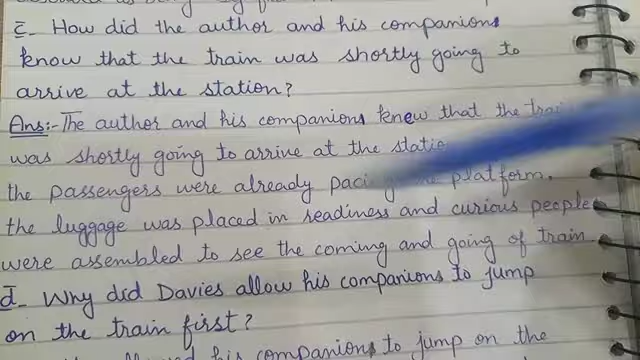 c- How did the author and his companions
know that the train was shortly going to
arrive at the station?
Ans:- The author and his companions knew that the trai
was shortly going to arrive at the statio
the passengers were already paci platform.
the luggage was placed in readiness and curious people
were assembled to see the coming and going of train
d- Why did Davies allow his companions to jump
on the train first?
his companions to jump on the